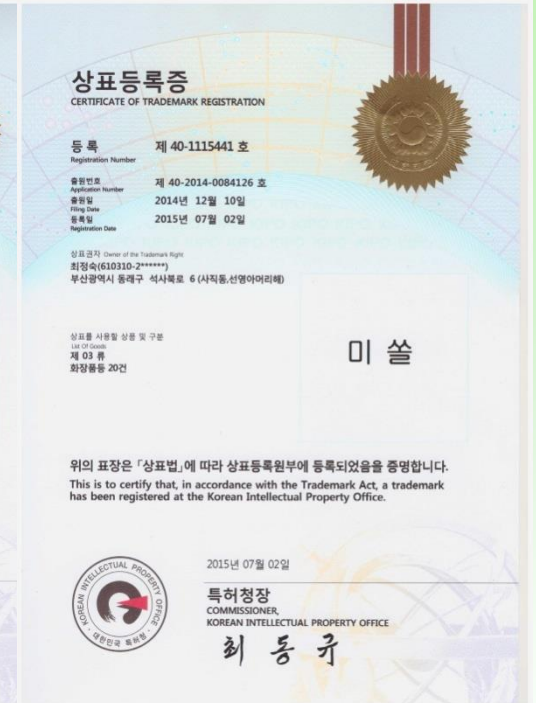 상표등록증
CERTIFICATE OF TRADEMARK REGISTRATION
등록 제 40-1115441 호
Registration Number
출원번호 제 40-2014-0084126 호
Application Number
출원일 2014년 12월 10일
Filing Date
등록일 2015년 07월 02일
Registration Date
상표권자 Owner of the Trademark Right
최정숙(610310-2******)
부산광역시 동래구 석사북로 6 (사직동,선영아머리해)
상표를 사용할 상품 및 구분
List Of Goods
제 03 류
화장품등 20건
미 쏠
위의 표장은 「상표법」에 따라 상표등록원부에 등록되었음을 증명합니다.
This is to certify that, in accordance with the Trademark Act, a trademark
has been registered at the Korean Intellectual Property Office.
2015년 07월 02일
특허청장
COMMISSIONER,
KOREAN INTELLECTUAL PROPERTY OFFICE
최동규
KOREAN INTELLECTUAL PROPERTY OFFICE
대한민국 특허청